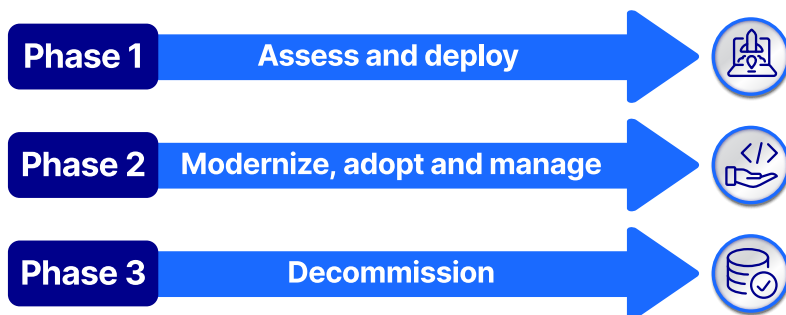 Phase 1 Assess and deploy
Phase 2 Modernize, adopt and manage
Phase 3 Decommission